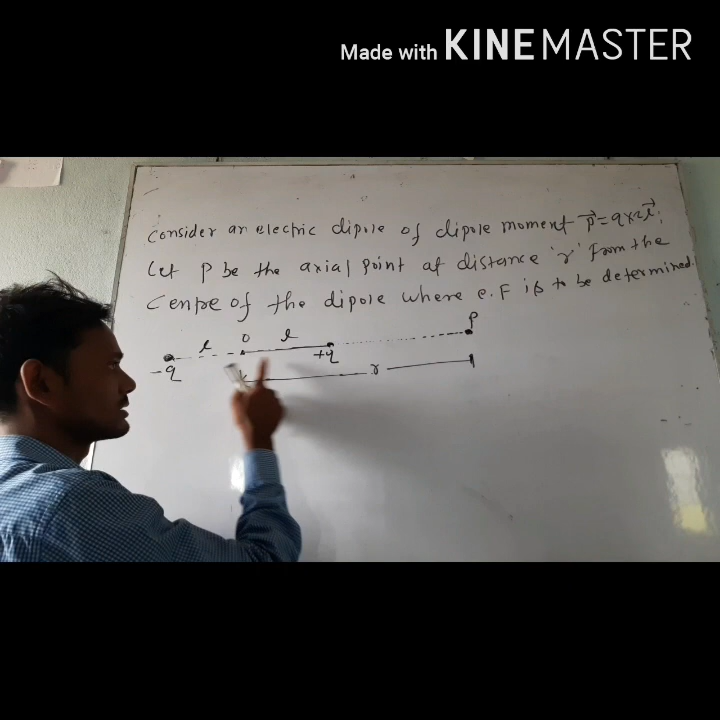 Made with KINEMASTER
Consider an electric dipole of dipole moment p⃗=q×2l⃗;
Let p be the axial point at distance 'r' from the
Centre of the dipole where e.F is to be determined.
l O l P
-q +q
r